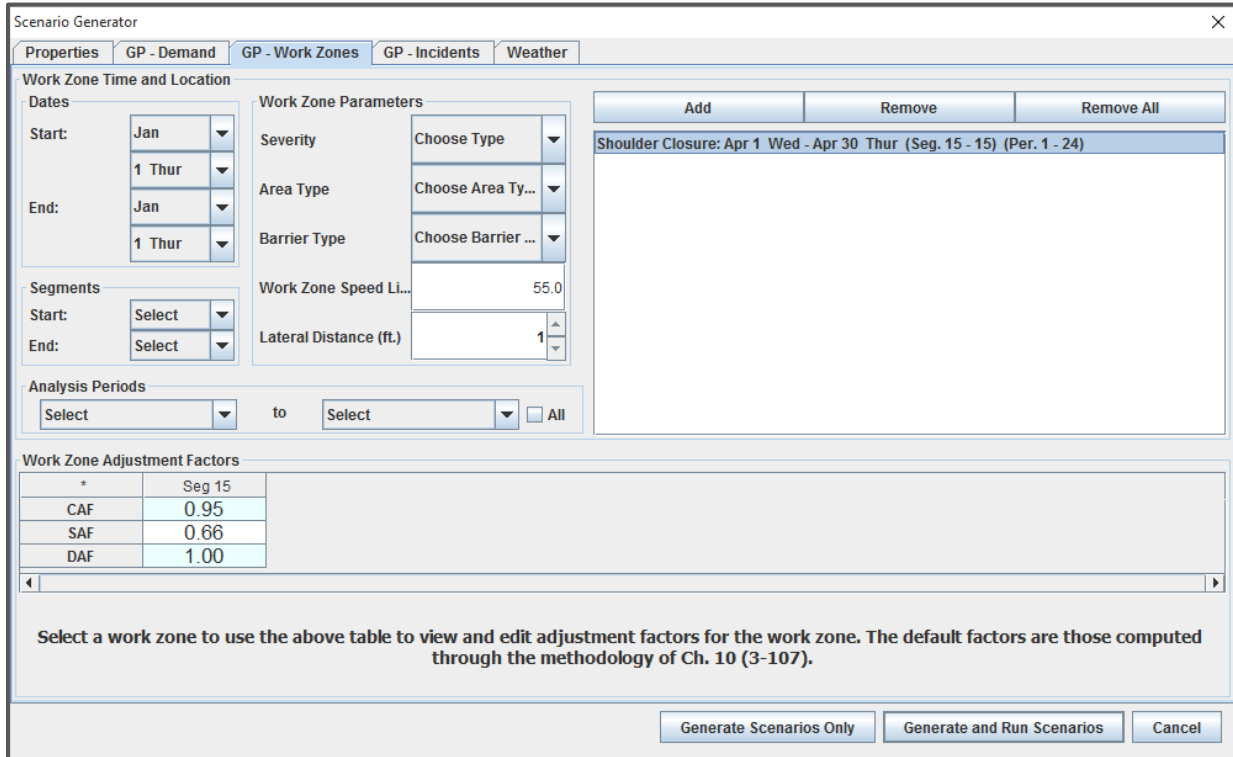 Scenario Generator
Properties GP - Demand GP - Work Zones GP - Incidents Weather
Work Zone Time and Location
Dates
Start: Jan
1 Thur
End: Jan
1 Thur
Segments
Start: Select
End: Select
Work Zone Parameters
Severity Choose Type
Area Type Choose Area Ty...
Barrier Type Choose Barrier ...
Work Zone Speed Li... 55.0
Lateral Distance (ft.) 1
Analysis Periods
Select to Select All
Add Remove Remove All
Shoulder Closure: Apr 1 Wed - Apr 30 Thur (Seg. 15 - 15) (Per. 1 - 24)
Work Zone Adjustment Factors
* Seg 15
CAF 0.95
SAF 0.66
DAF 1.00
Select a work zone to use the above table to view and edit adjustment factors for the work zone. The default factors are those computed
through the methodology of Ch. 10 (3-107).
Generate Scenarios Only Generate and Run Scenarios Cancel